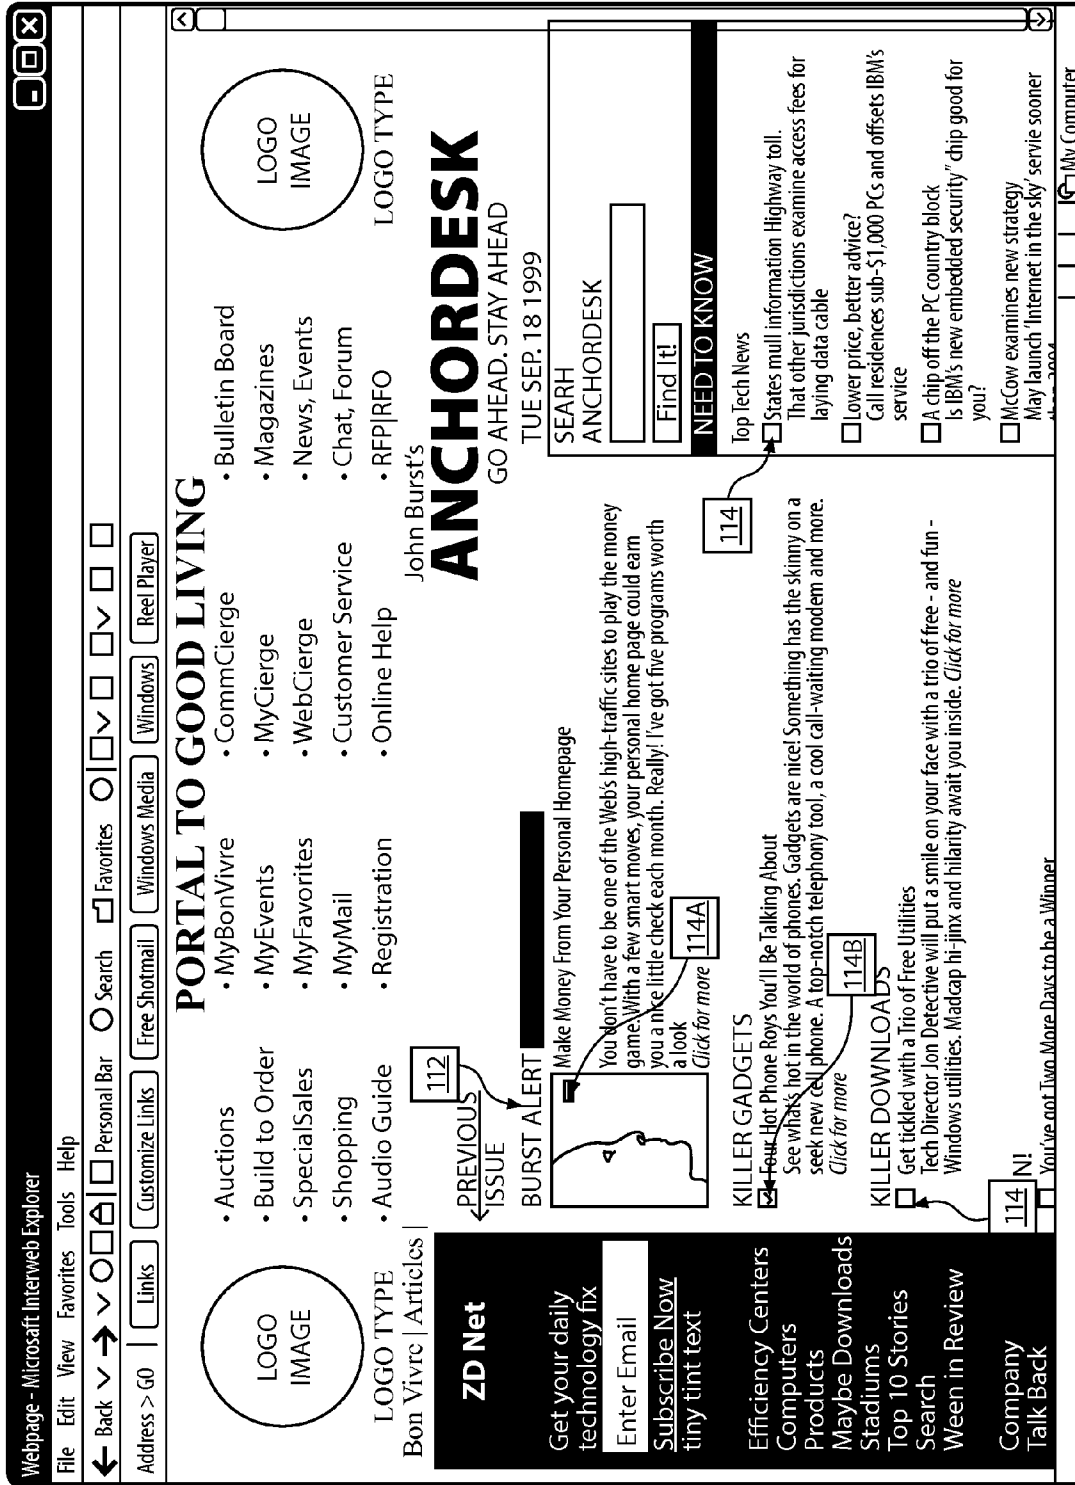 Webpage - Microsaft Interweb Explorer
File Edit View Favorites Tools Help
Back Personal Bar Search Favorites
Address > G0 Links Customize Links Free Shotmail Windows Media Windows Reel Player
PORTAL TO GOOD LIVING
LOGO
IMAGE
LOGO TYPE
• Auctions • MyBonVivre • CommCierge • Bulletin Board
• Build to Order • MyEvents • MyCierge • Magazines
• SpecialSales • MyFavorites • WebCierge • News, Events
• Shopping • MyMail • Customer Service • Chat, Forum
• Audio Guide • Registration • Online Help • RFP|RFO
LOGO
IMAGE
LOGO TYPE
Bon Vivre | Articles |
John Burst's
ANCHORDESK
GO AHEAD. STAY AHEAD
TUE SEP. 18 1999
ZD Net
Get your daily
technology fix
Enter Email
Subscribe Now
tiny tint text
Efficiency Centers
Computers
Products
Maybe Downloads
Stadiums
Top 10 Stories
Search
Ween in Review
Company
Talk Back
PREVIOUS
ISSUE
112
BURST ALERT
Make Money From Your Personal Homepage
You don't have to be one of the Web's high-traffic sites to play the money
game. With a few smart moves, your personal home page could earn
you a nice little check each month. Really! I've got five programs worth
a look
Click for more
114A
KILLER GADGETS
Four Hot Phone Roys You'll Be Talking About
See what's hot in the world of phones. Gadgets are nice! Something has the skinny on a
seek new cell phone. A top-notch telephony tool, a cool call-waiting modem and more.
Click for more
114B
KILLER DOWNLOADS
Get tickled with a Trio of Free Utilities
Tech Director Jon Detective will put a smile on your face with a trio of free - and fun -
Windows utilities. Madcap hi-jinx and hilarity await you inside. Click for more
114
N!
You've got Two More Days to be a Winner
SEARH
ANCHORDESK
Find It!
NEED TO KNOW
Top Tech News
114
States mull information Highway toll.
That other jurisdictions examine access fees for
laying data cable
Lower price, better advice?
Call residences sub-$1,000 PCs and offsets IBM's
service
A chip off the PC country block
Is IBM's new embedded security" chip good for
you?
McCow examines new strategy
May launch 'Internet in the sky' servie sooner
than 2004
My Computer